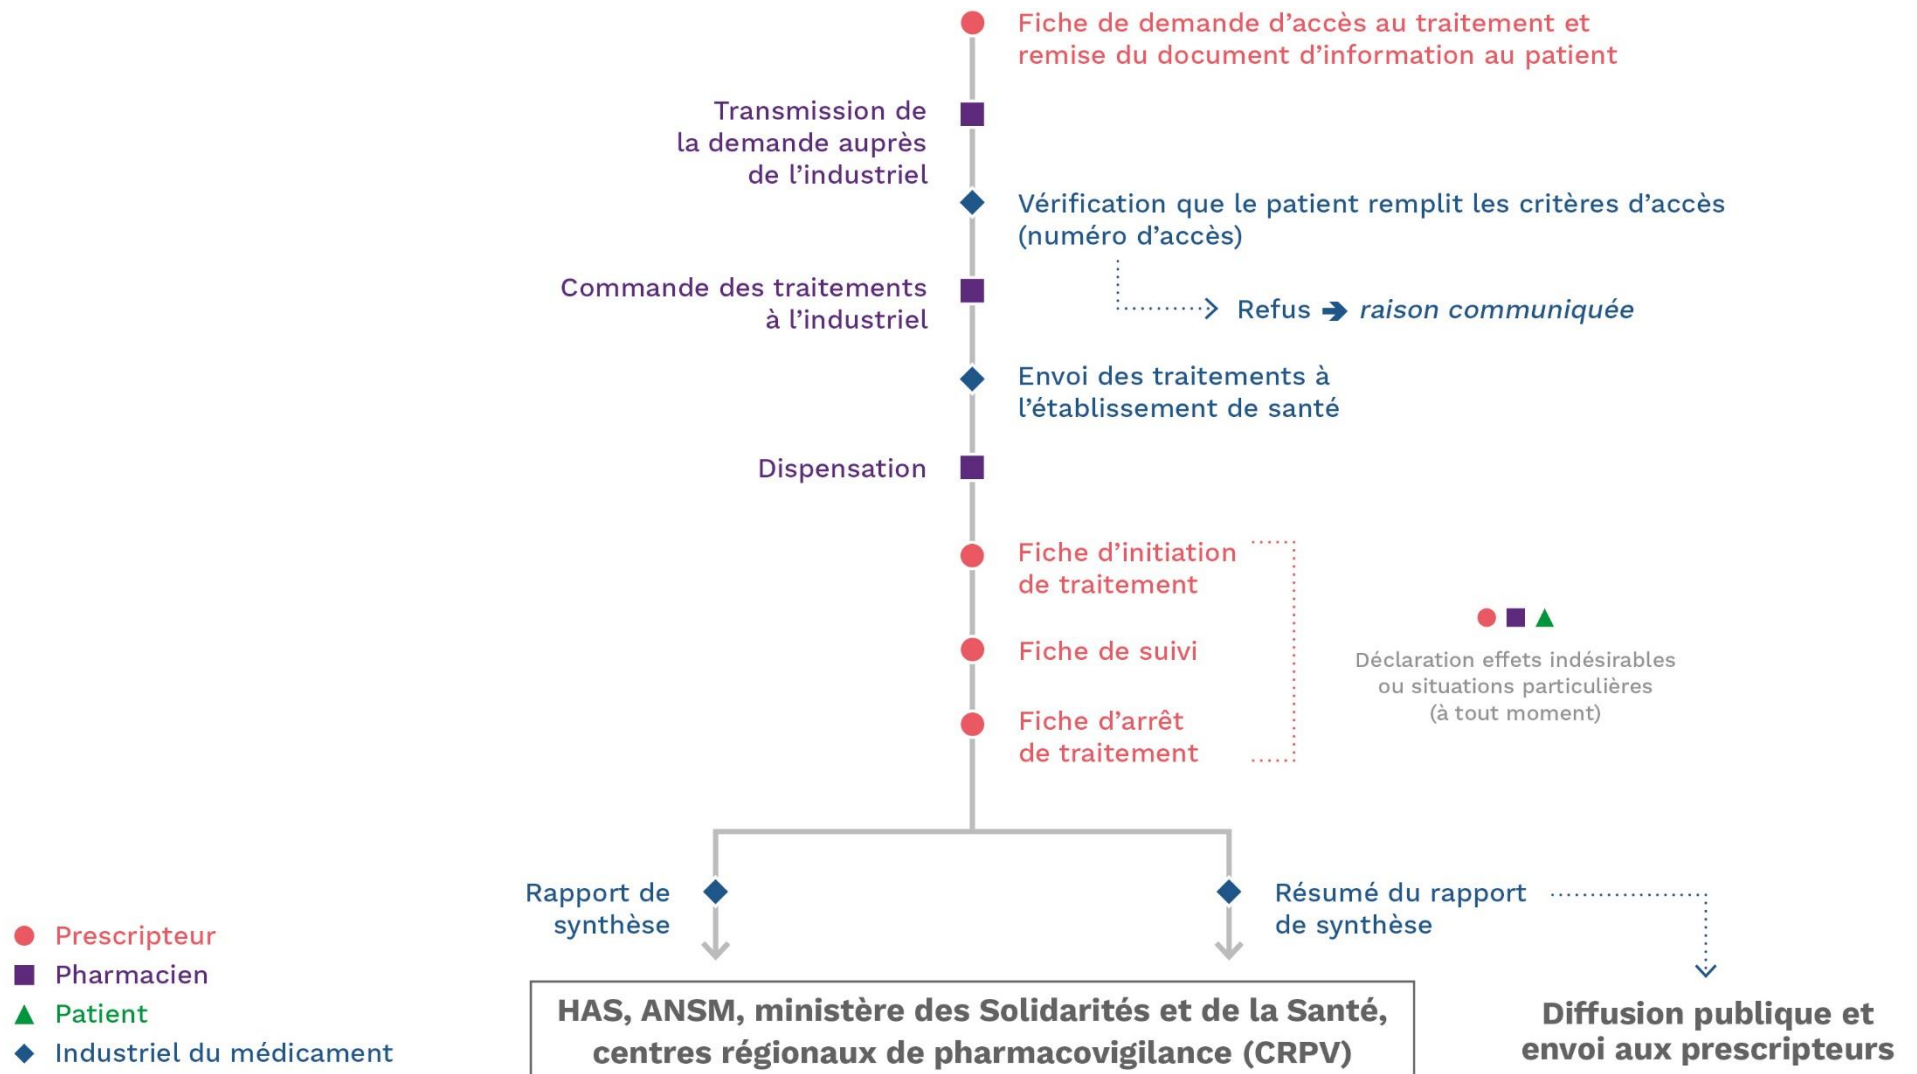 Fiche de demande d’accès au traitement et
remise du document d’information au patient
Transmission de
la demande auprès
de l’industriel
Vérification que le patient remplit les critères d’accès
(numéro d’accès)
Commande des traitements
à l’industriel
Refus ➔ raison communiquée
Envoi des traitements à
l’établissement de santé
Dispensation
Fiche d’initiation
de traitement
Fiche de suivi
Fiche d’arrêt
de traitement
Déclaration effets indésirables
ou situations particulières
(à tout moment)
Rapport de
synthèse
Résumé du rapport
de synthèse
Prescripteur
Pharmacien
Patient
Industriel du médicament
HAS, ANSM, ministère des Solidarités et de la Santé,
centres régionaux de pharmacovigilance (CRPV)
Diffusion publique et
envoi aux prescripteurs